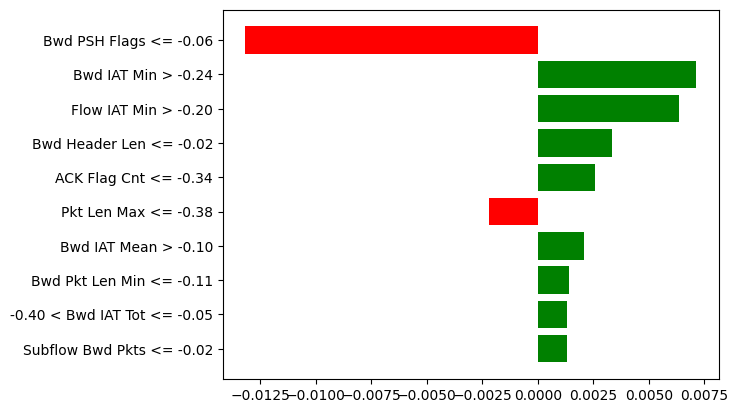 Bwd PSH Flags <= -0.06
Bwd IAT Min > -0.24
Flow IAT Min > -0.20
Bwd Header Len <= -0.02
ACK Flag Cnt <= -0.34
Pkt Len Max <= -0.38
Bwd IAT Mean > -0.10
Bwd Pkt Len Min <= -0.11
-0.40 < Bwd IAT Tot <= -0.05
Subflow Bwd Pkts <= -0.02
−0.0125 −0.0100 −0.0075 −0.0050 −0.0025 0.0000 0.0025 0.0050 0.0075